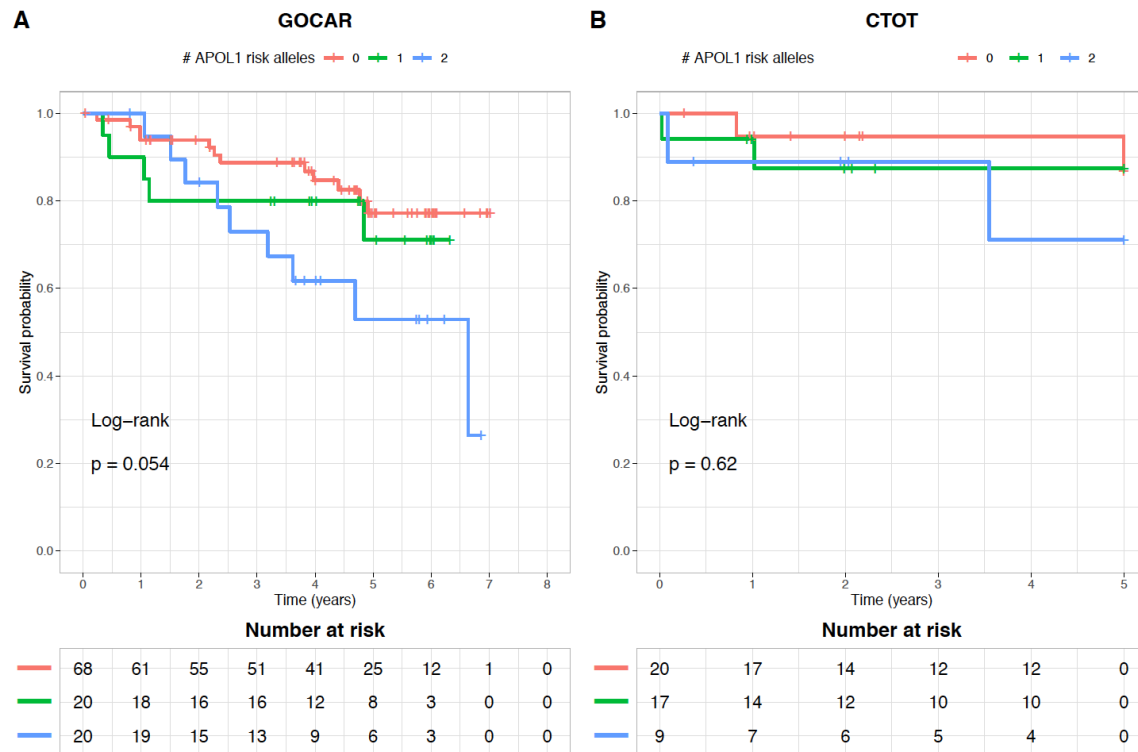 A
GOCAR
# APOL1 risk alleles 0 1 2
1.0
0.8
0.6
0.4
0.2
0.0
Survival probability
Log−rank
p = 0.054
0 1 2 3 4 5 6 7 8
Time (years)
Number at risk
68 61 55 51 41 25 12 1 0
20 18 16 16 12 8 3 0 0
20 19 15 13 9 6 3 0 0
B
CTOT
# APOL1 risk alleles 0 1 2
1.0
0.8
0.6
0.4
0.2
0.0
Survival probability
Log−rank
p = 0.62
0 1 2 3 4 5
Time (years)
Number at risk
20 17 14 12 12 0
17 14 12 10 10 0
9 7 6 5 4 0